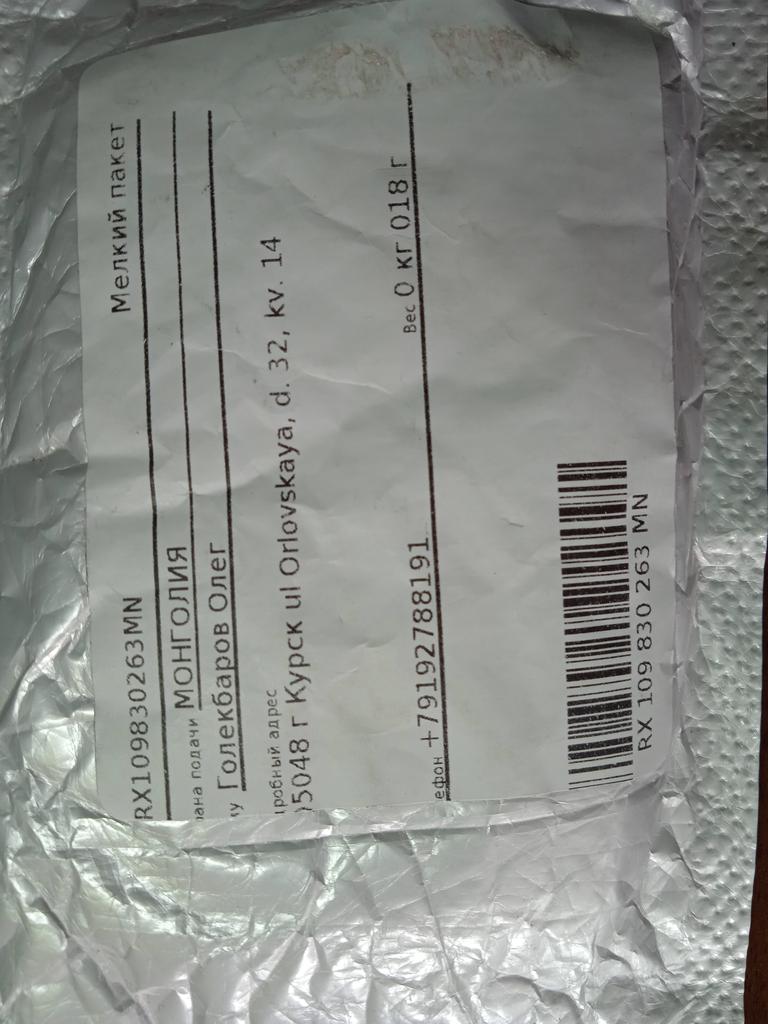 RX109830263MN Мелкий пакет
ана подачи МОНГОЛИЯ
у Голекбаров Олег
робный адрес
5048 г Курск ul Orlovskaya, d. 32, kv. 14
ефон +79192788191 Вес 0 кг 018 г
RX 109 830 263 MN